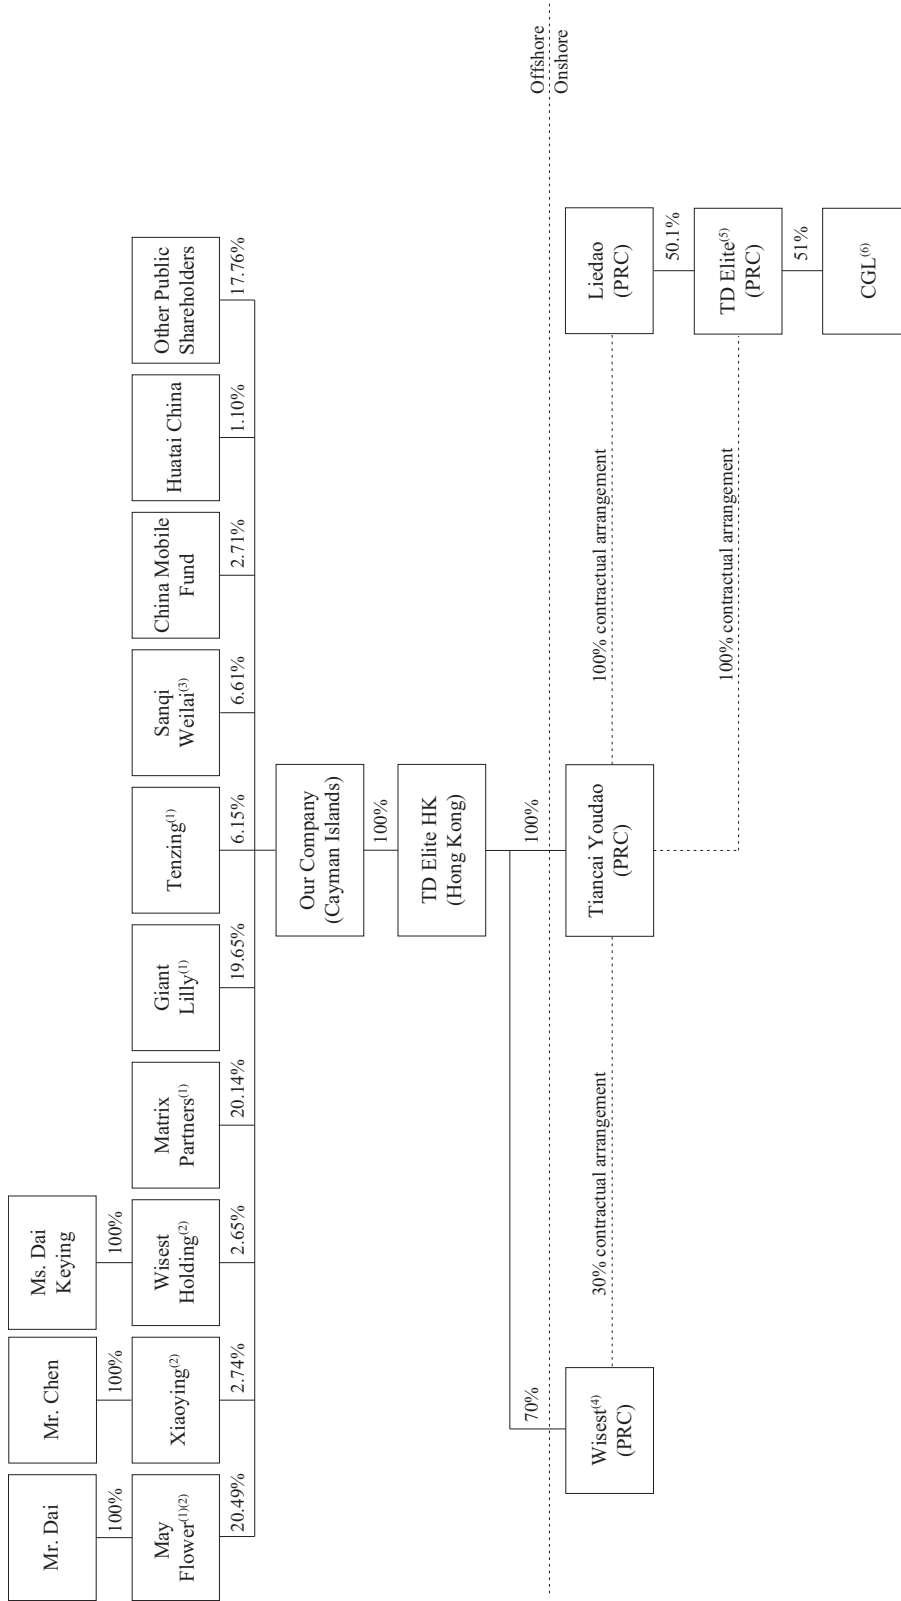 Mr. Dai
Mr. Chen
Ms. Dai
Keying
100%
100%
100%
May
Flower(1)(2)
Xiaoying(2)
Wisest
Holding(2)
Matrix
Partners(1)
Giant
Lilly(1)
Tenzing(1)
Sanqi
Weilai(3)
China Mobile
Fund
Huatai China
Other Public
Shareholders
20.49%
2.74%
2.65%
20.14%
19.65%
6.15%
6.61%
2.71%
1.10%
17.76%
Our Company
(Cayman Islands)
100%
TD Elite HK
(Hong Kong)
70%
100%
Offshore
Onshore
Wisest(4)
(PRC)
30% contractual arrangement
Tiancai Youdao
(PRC)
100% contractual arrangement
Liedao
(PRC)
50.1%
100% contractual arrangement
TD Elite(5)
(PRC)
51%
CGL(6)